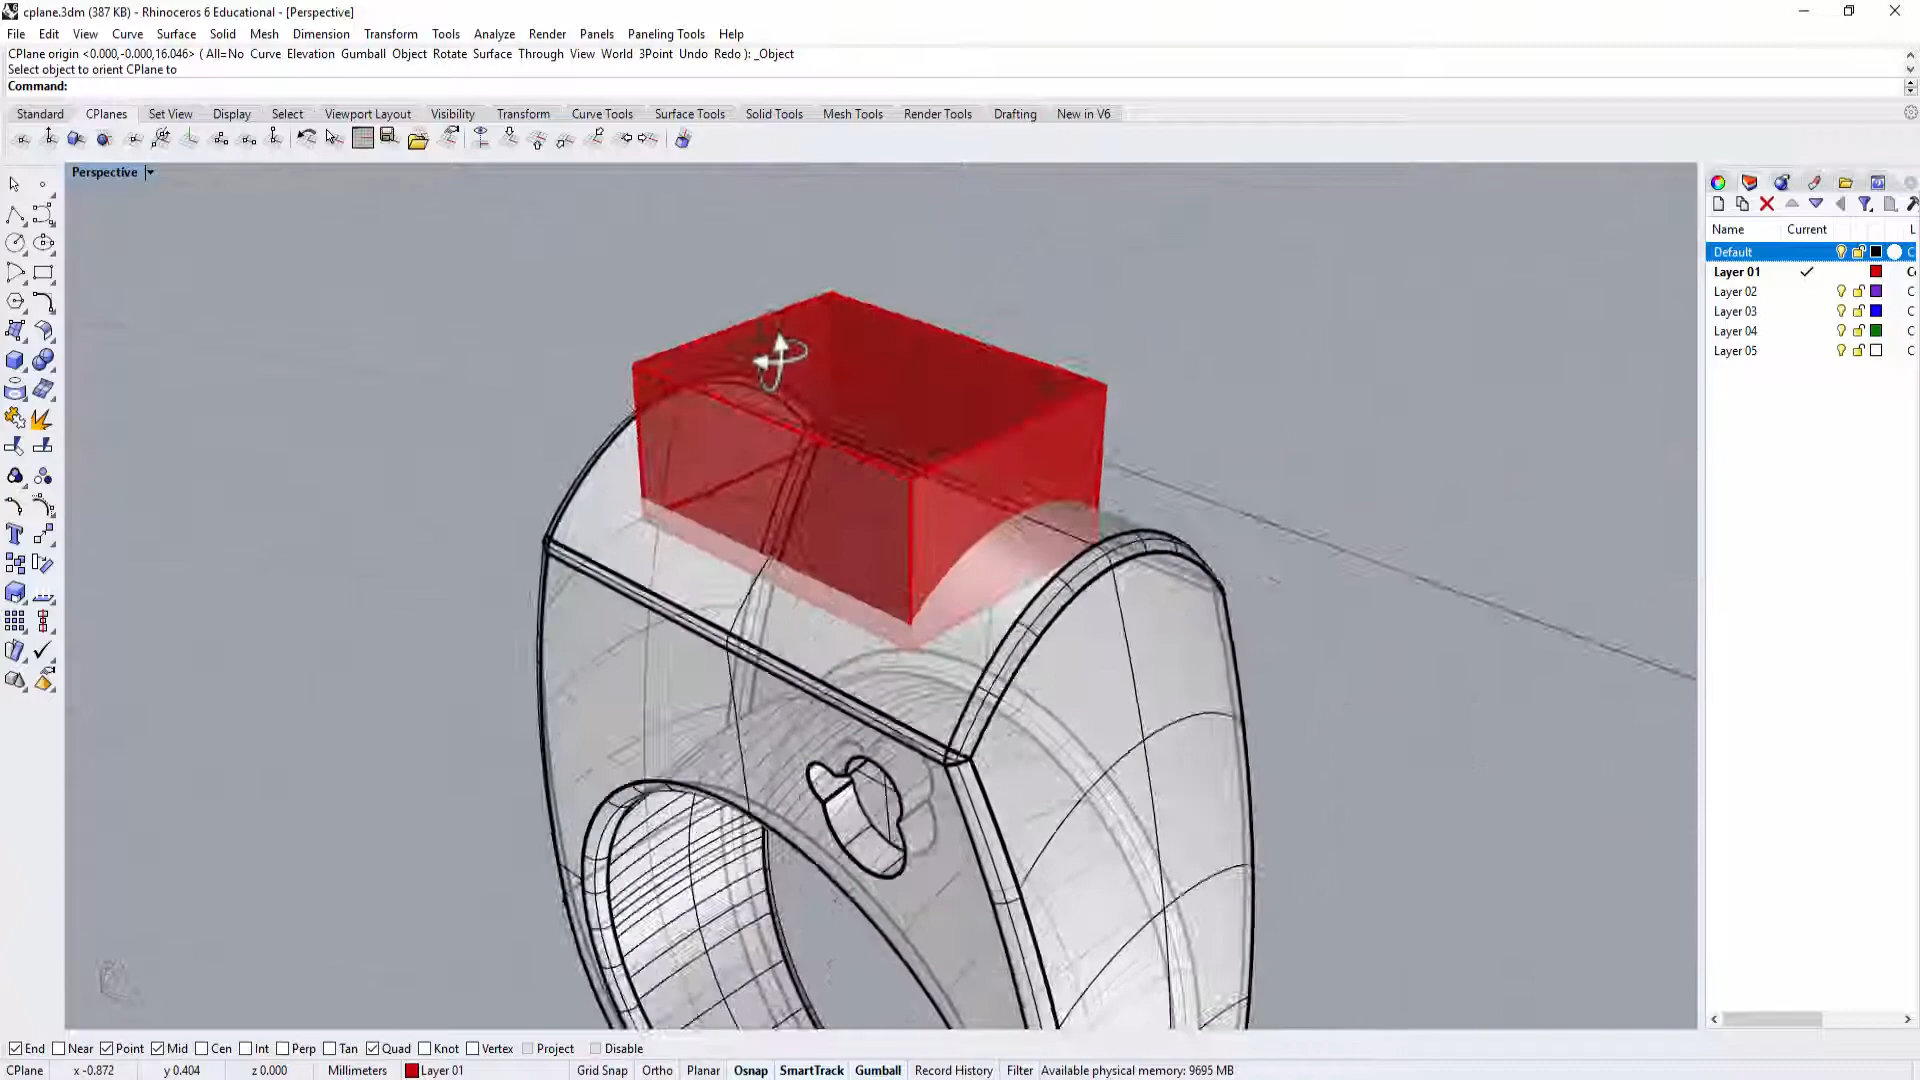 cplane.3dm (387 KB) - Rhinoceros 6 Educational - [Perspective]
File Edit View Curve Surface Solid Mesh Dimension Transform Tools Analyze Render Panels Paneling Tools Help
CPlane origin <0.000,-0.000,16.046> ( All=No Curve Elevation Gumball Object Rotate Surface Through View World 3Point Undo Redo ): _Object
Select object to orient CPlane to
Command:
Standard CPlanes Set View Display Select Viewport Layout Visibility Transform Curve Tools Surface Tools Solid Tools Mesh Tools Render Tools Drafting New in V6
Perspective
Name Current L
Default C
Layer 01 C
Layer 02 C
Layer 03 C
Layer 04 C
Layer 05 C
End Near Point Mid Cen Int Perp Tan Quad Knot Vertex Project Disable
CPlane x -0.872 y 0.404 z 0.000 Millimeters Layer 01 Grid Snap Ortho Planar Osnap SmartTrack Gumball Record History Filter Available physical memory: 9695 MB